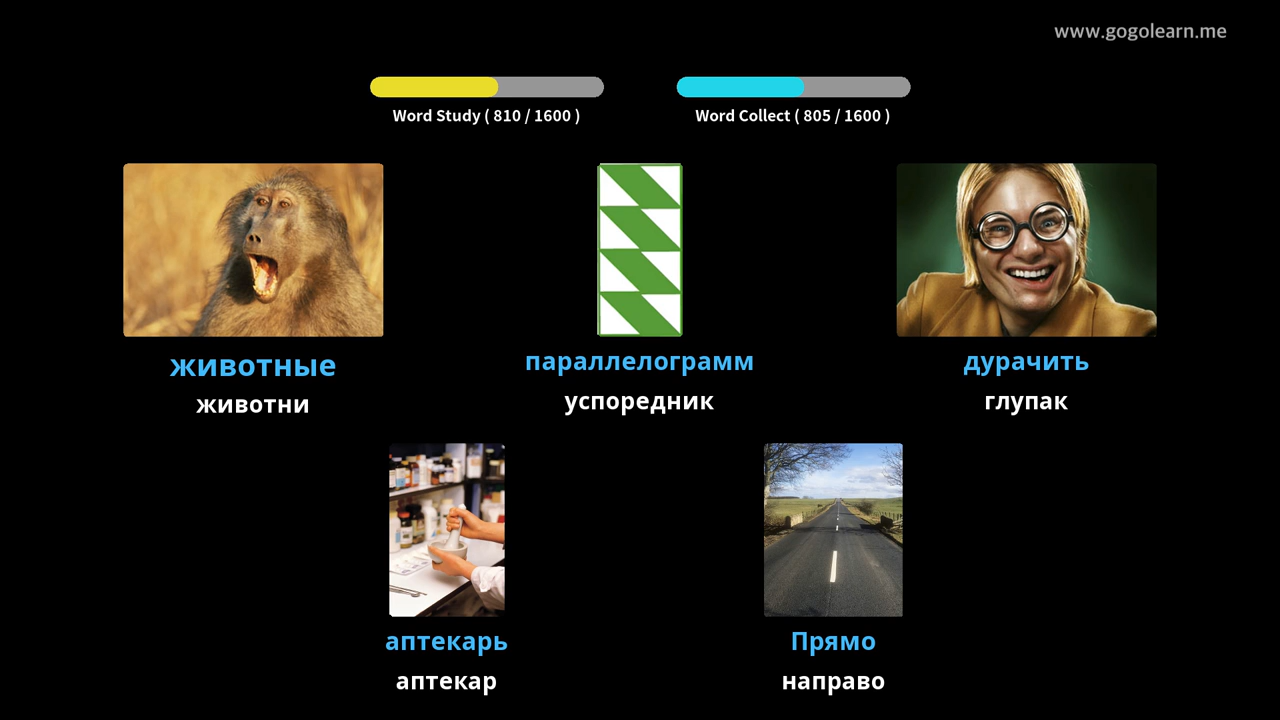 www.gogolearn.me
Word Study ( 810 / 1600 )
Word Collect ( 805 / 1600 )
животные
животни
параллелограмм
успоредник
дурачить
глупак
аптекарь
аптекар
Прямо
направо